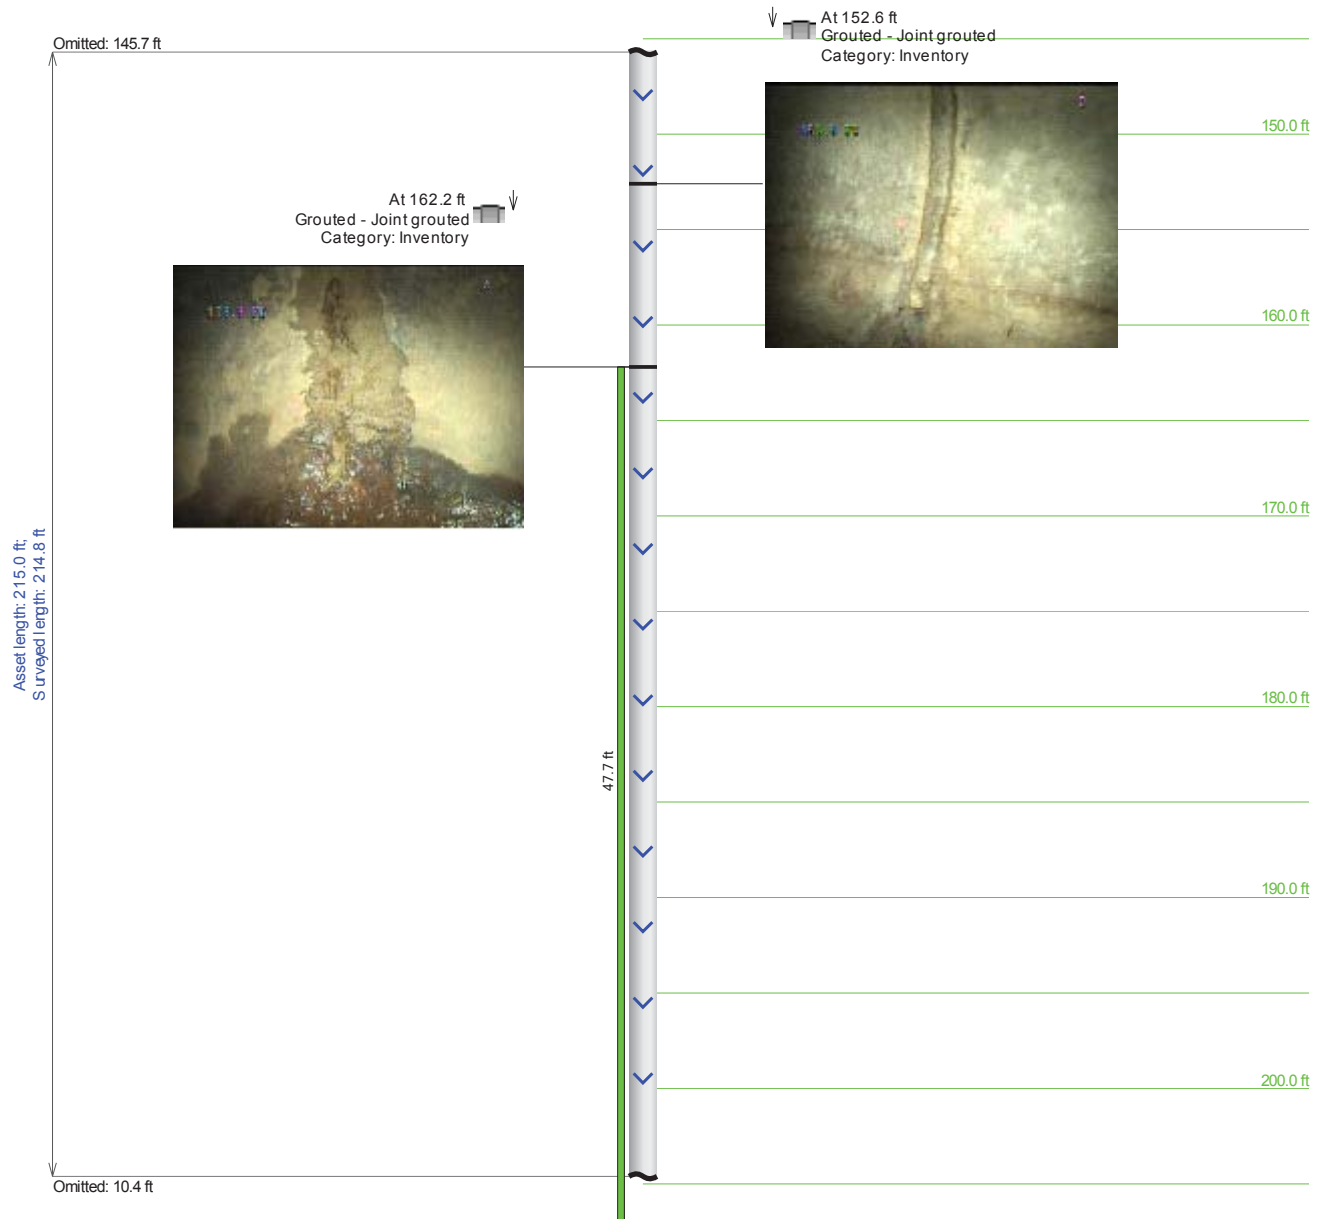 At 152.6 ft
Grouted - Joint grouted
Category: Inventory
Omitted: 145.7 ft
150.0 ft
At 162.2 ft
Grouted - Joint grouted
Category: Inventory
160.0 ft
170.0 ft
Asset length: 215.0 ft;
Surveyed length: 214.8 ft
180.0 ft
47.7 ft
190.0 ft
200.0 ft
Omitted: 10.4 ft